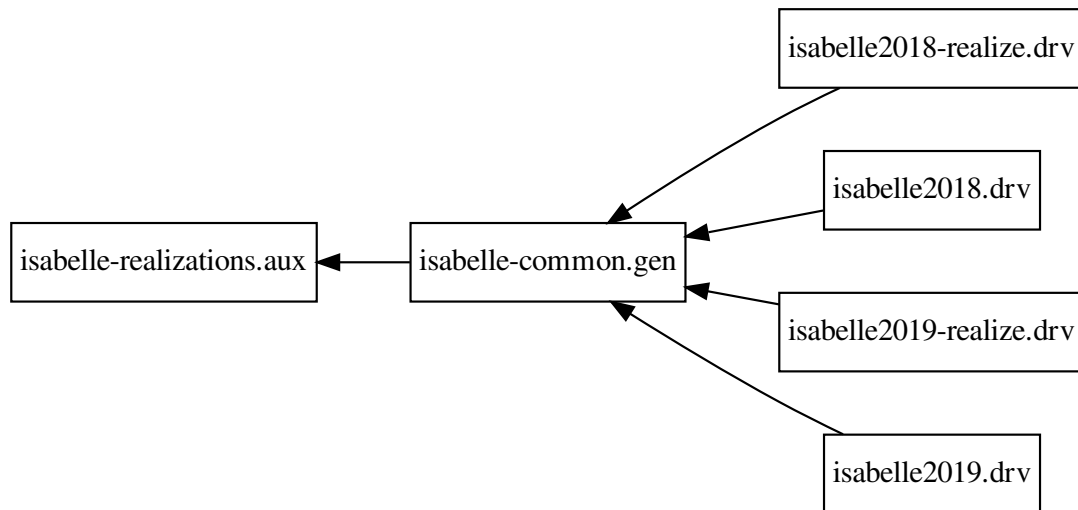 isabelle2018-realize.drv
isabelle2018.drv
isabelle-realizations.aux
isabelle-common.gen
isabelle2019-realize.drv
isabelle2019.drv